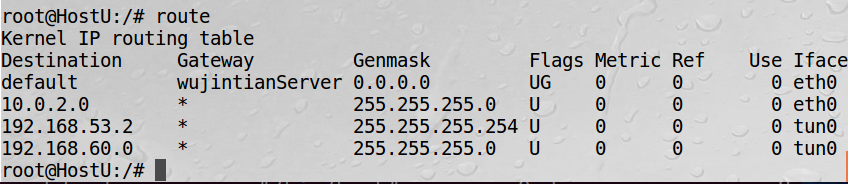 root@HostU:/# route
Kernel IP routing table
Destination Gateway Genmask Flags Metric Ref Use Iface
default wujintianServer 0.0.0.0 UG 0 0 0 eth0
10.0.2.0 * 255.255.255.0 U 0 0 0 eth0
192.168.53.2 * 255.255.255.254 U 0 0 0 tun0
192.168.60.0 * 255.255.255.0 U 0 0 0 tun0
root@HostU:/#